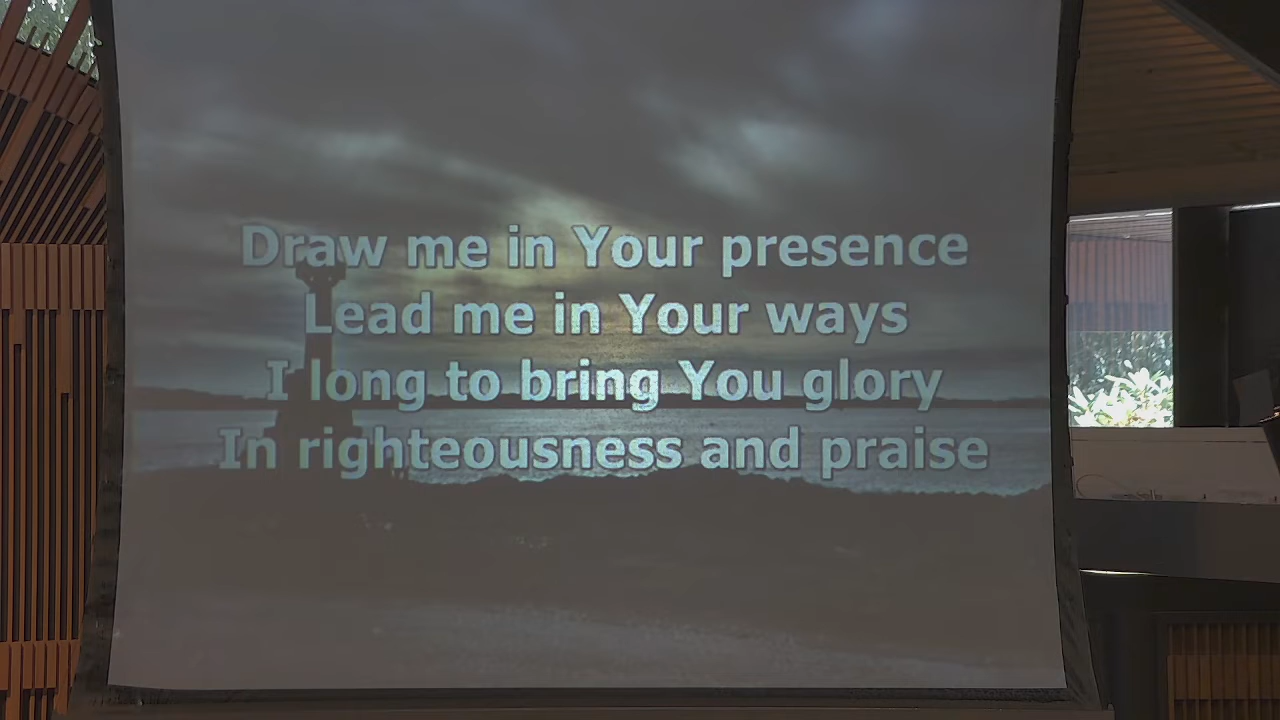 Draw me in Your presence
Lead me in Your ways
I long to bring You glory
In righteousness and praise